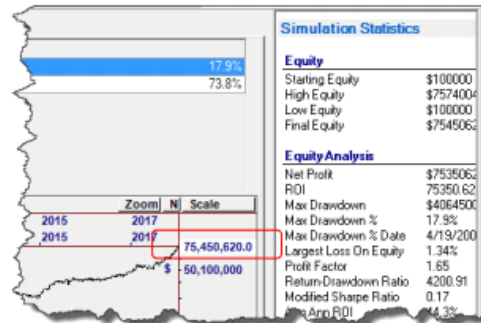 17.9%
73.8%
Zoom N Scale
2015 2017
2015 2017
75,450,620.0
$ 50,100,000
Simulation Statistics
Equity
Starting Equity $100000
High Equity $7574004
Low Equity $100000
Final Equity $7545062
Equity Analysis
Net Profit $7535062
ROI 75350.62
Max Drawdown $4064500
Max Drawdown % 17.9%
Max Drawdown % Date 4/19/200
Largest Loss On Equity 1.34%
Profit Factor 1.65
Return-Drawdown Ratio 4200.91
Modified Sharpe Ratio 0.17
Ann ROI